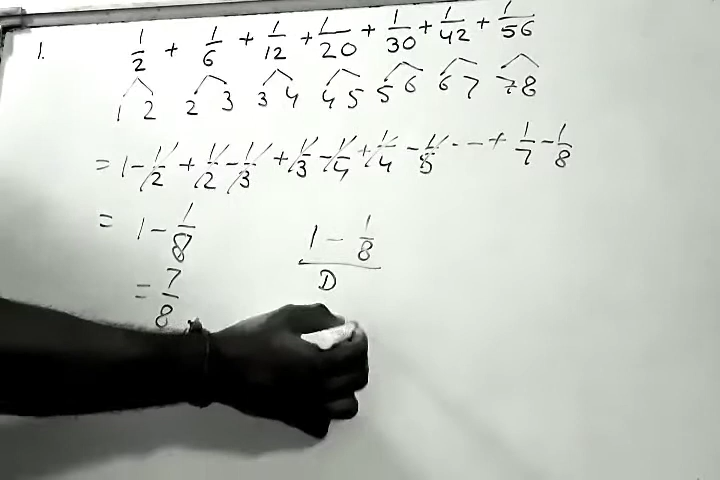 1. 1/2 + 1/6 + 1/12 + 1/20 + 1/30 + 1/42 + 1/56
1 2 2 3 3 4 4 5 5 6 6 7 7 8
= 1 - 1/2 + 1/2 - 1/3 + 1/3 - 1/4 + 1/4 - 1/5 - - + 1/7 - 1/8
= 1 - 1/8
1 - 1/8
D
= 7/8